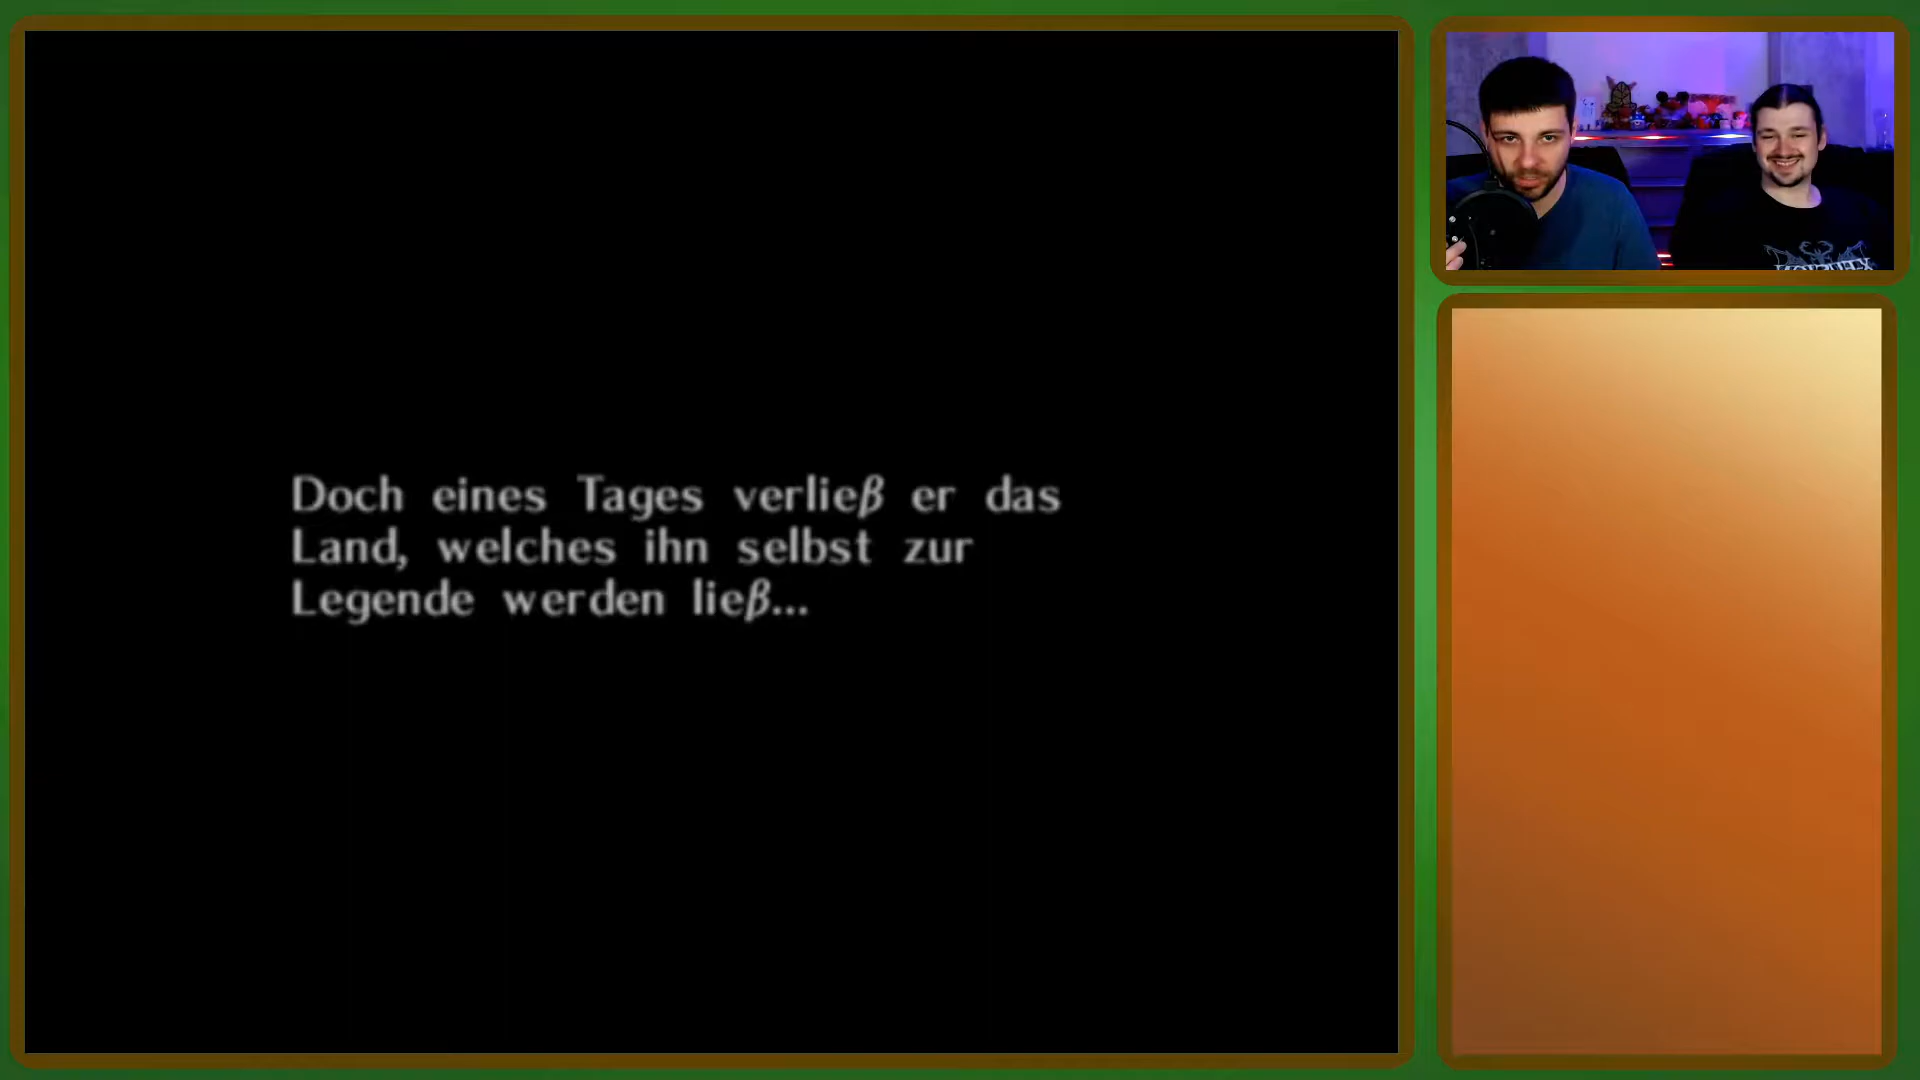 Doch eines Tages verließ er das
Land, welches ihn selbst zur
Legende werden ließ...